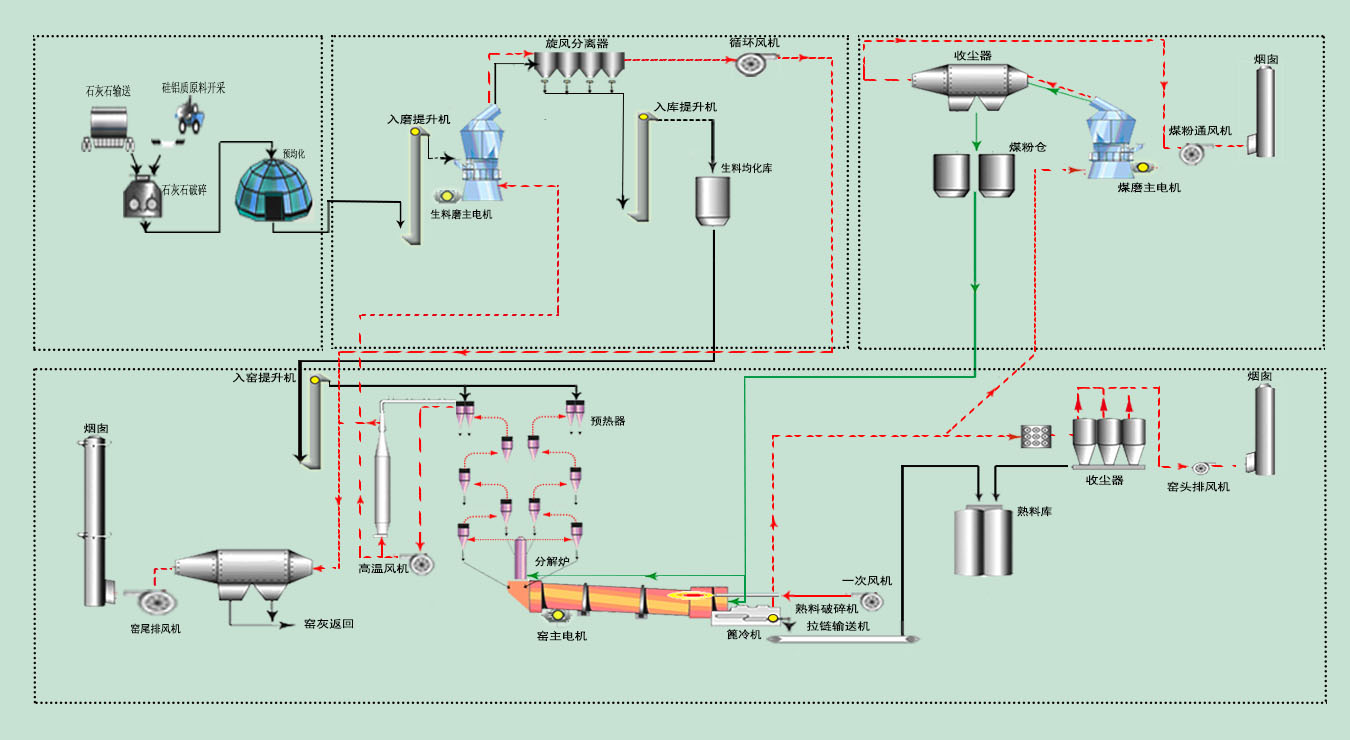 石灰石输送
硅铝质原料开采
石灰石破碎
预均化
旋风分离器
循环风机
入磨提升机
入库提升机
生料均化库
生料磨主电机
收尘器
烟囱
煤粉通风机
煤粉仓
煤磨主电机
入窑提升机
预热器
烟囱
烟囱
收尘器
窑头排风机
熟料库
高温风机
分解炉
一次风机
熟料破碎机
拉链输送机
窑尾排风机
窑灰返回
窑主电机
篦冷机